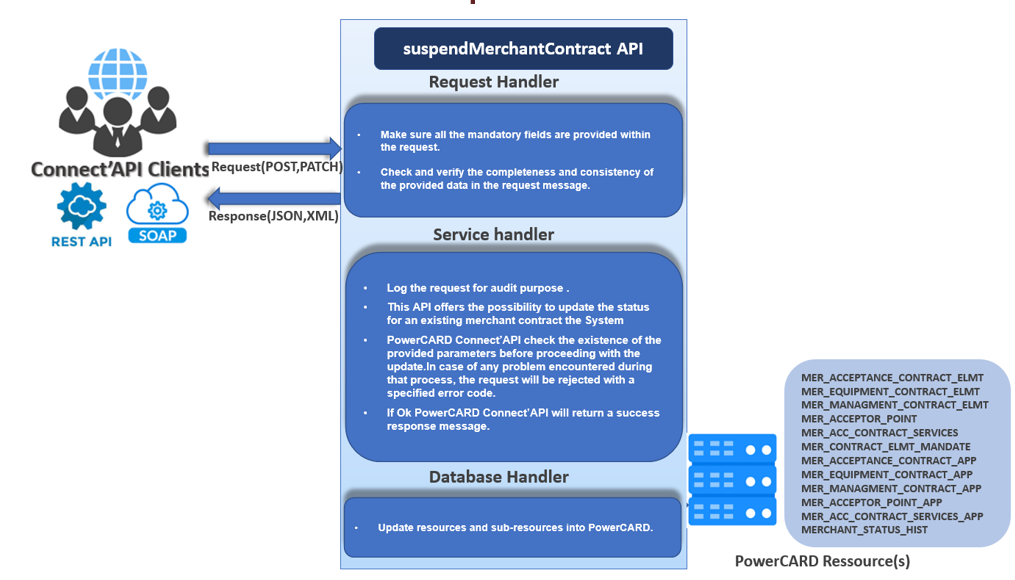 suspendMerchantContract API
Request Handler
• Make sure all the mandatory fields are provided within
the request.
• Check and verify the completeness and consistency of
the provided data in the request message.
Connect'API Clients
Request(POST,PATCH)
Response(JSON,XML)
REST API
SOAP
Service handler
• Log the request for audit purpose .
• This API offers the possibility to update the status
for an existing merchant contract the System
• PowerCARD Connect'API check the existence of the
provided parameters before proceeding with the
update.In case of any problem encountered during
that process, the request will be rejected with a
specified error code.
• If Ok PowerCARD Connect'API will return a success
response message.
Database Handler
• Update resources and sub-resources into PowerCARD.
MER_ACCEPTANCE_CONTRACT_ELMT
MER_EQUIPMENT_CONTRACT_ELMT
MER_MANAGMENT_CONTRACT_ELMT
MER_ACCEPTOR_POINT
MER_ACC_CONTRACT_SERVICES
MER_CONTRACT_ELMT_MANDATE
MER_ACCEPTANCE_CONTRACT_APP
MER_EQUIPMENT_CONTRACT_APP
MER_MANAGMENT_CONTRACT_APP
MER_ACCEPTOR_POINT_APP
MER_ACC_CONTRACT_SERVICES_APP
MERCHANT_STATUS_HIST
PowerCARD Ressource(s)